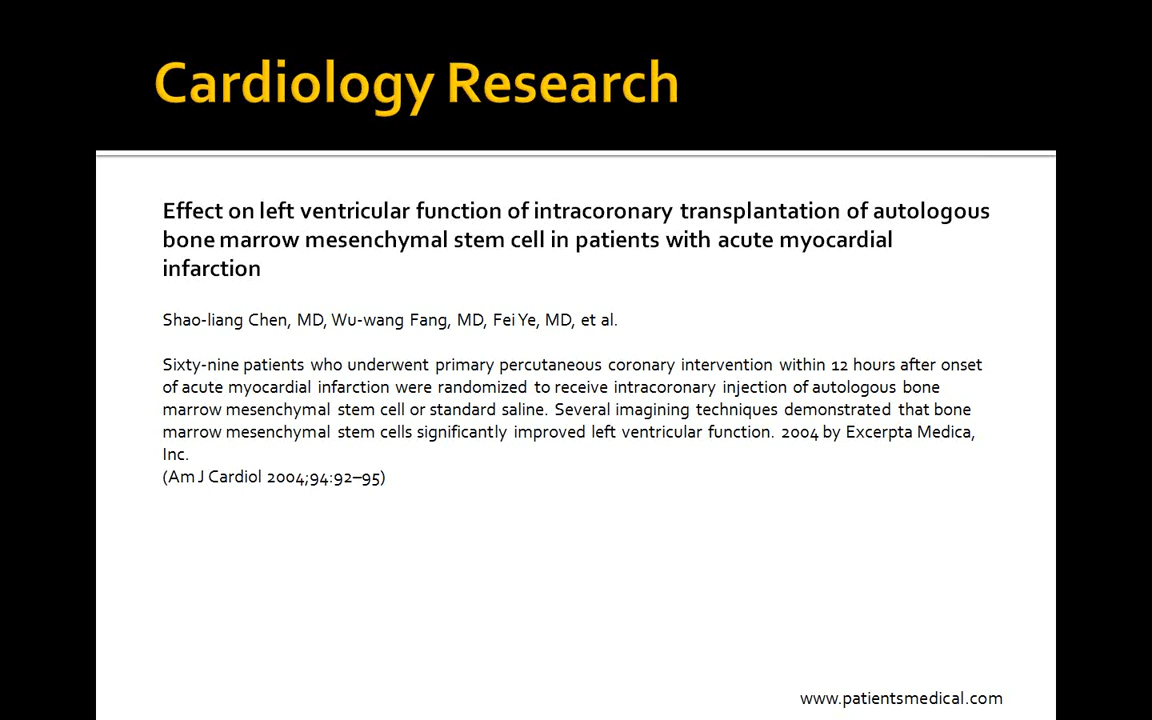 Cardiology Research
Effect on left ventricular function of intracoronary transplantation of autologous
bone marrow mesenchymal stem cell in patients with acute myocardial
infarction
Shao-liang Chen, MD, Wu-wang Fang, MD, Fei Ye, MD, et al.
Sixty-nine patients who underwent primary percutaneous coronary intervention within 12 hours after onset
of acute myocardial infarction were randomized to receive intracoronary injection of autologous bone
marrow mesenchymal stem cell or standard saline. Several imagining techniques demonstrated that bone
marrow mesenchymal stem cells significantly improved left ventricular function. 2004 by Excerpta Medica,
Inc.
(Am J Cardiol 2004;94:92–95)
www.patientsmedical.com